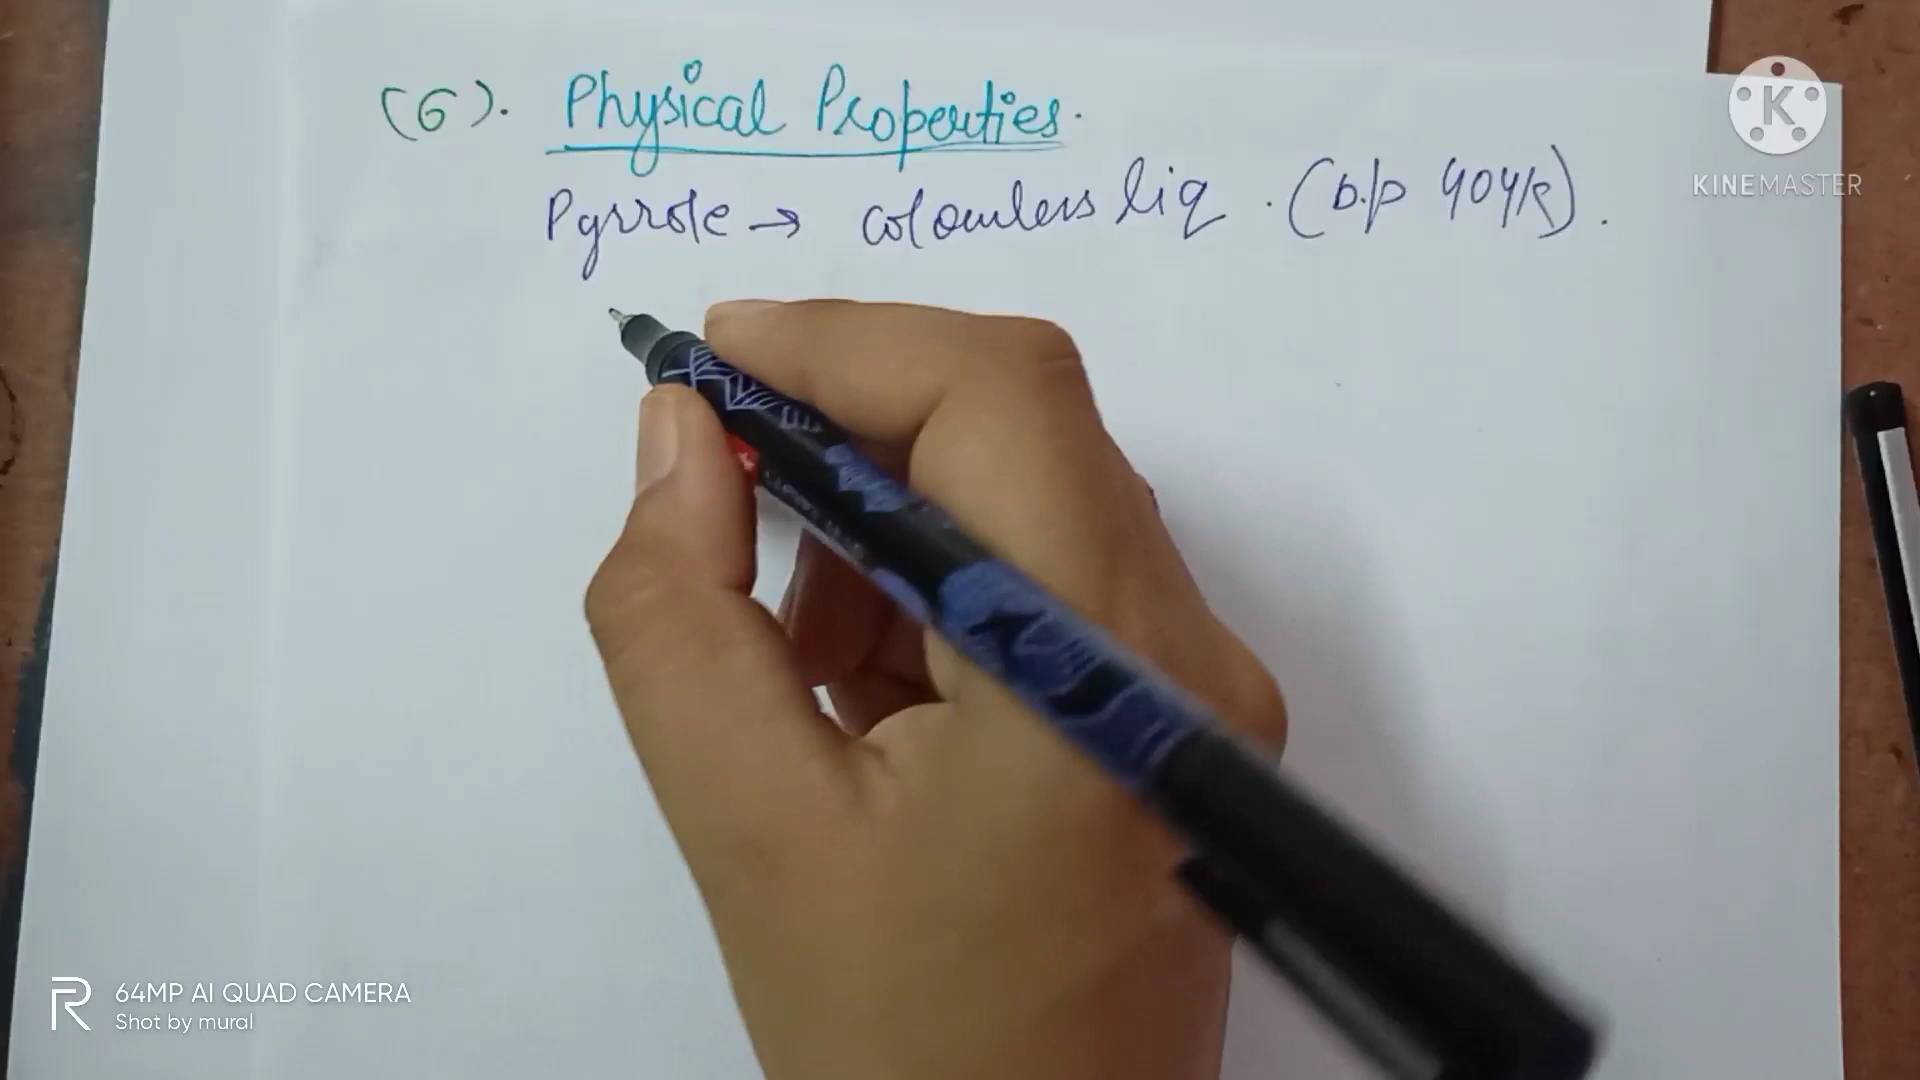 (6). Physical Properties.
Pyrrole → colourless liq. (b.p 404K).
KINEMASTER
64MP AI QUAD CAMERA
Shot by mural